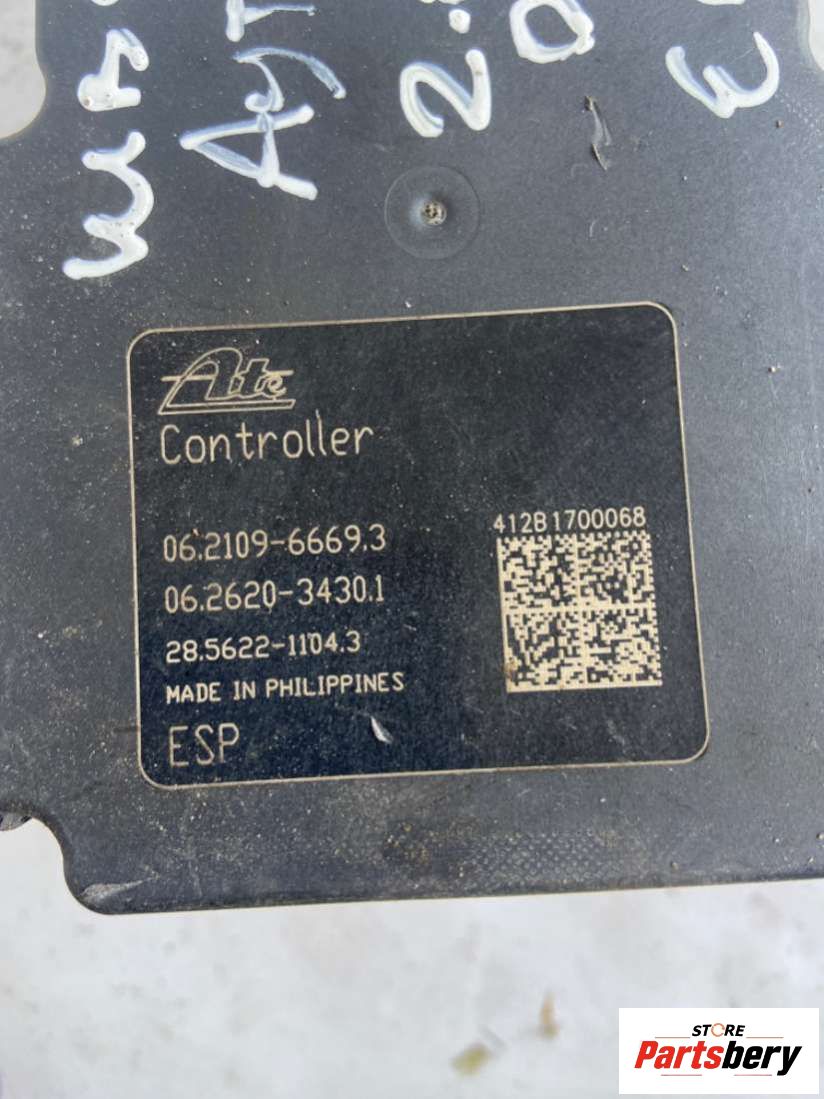 Ate
Controller
412B1700068
06.2109-6669.3
06.2620-3430.1
28.5622-1104.3
MADE IN PHILIPPINES
ESP
STORE
Partsbery